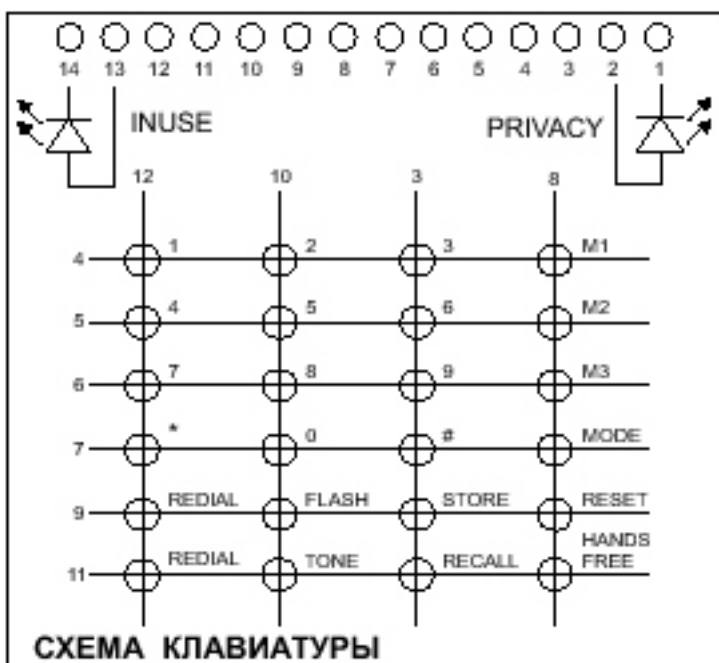 14 13 12 11 10 9 8 7 6 5 4 3 2 1
INUSE PRIVACY
12 10 3 8
4 1 2 3 M1
5 4 5 6 M2
6 7 8 9 M3
7 * 0 # MODE
9 REDIAL FLASH STORE RESET
HANDS
11 REDIAL TONE RECALL FREE
СХЕМА КЛАВИАТУРЫ